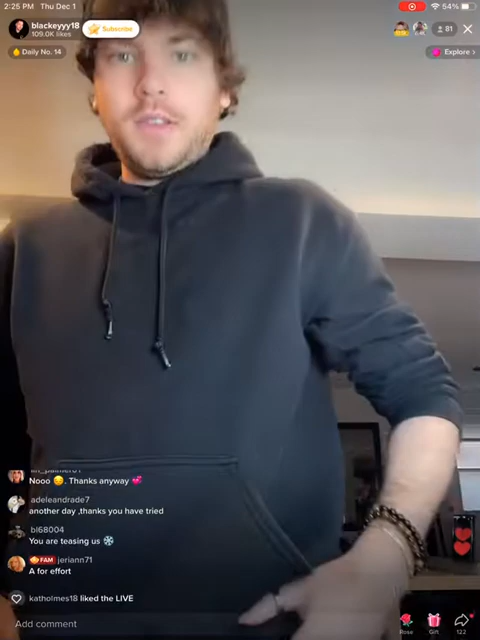 2:25 PM Thu Dec 1
54%
blackeyyy18
109.0K likes
Subscribe
81
Daily No. 14
Explore >
Nooo 😔. Thanks anyway 💞
adeleandrade7
another day ,thanks you have tried
bl68004
You are teasing us ❄️
FAM jeriann71
A for effort
katholmes18 liked the LIVE
Add comment
Rose
Gift
122